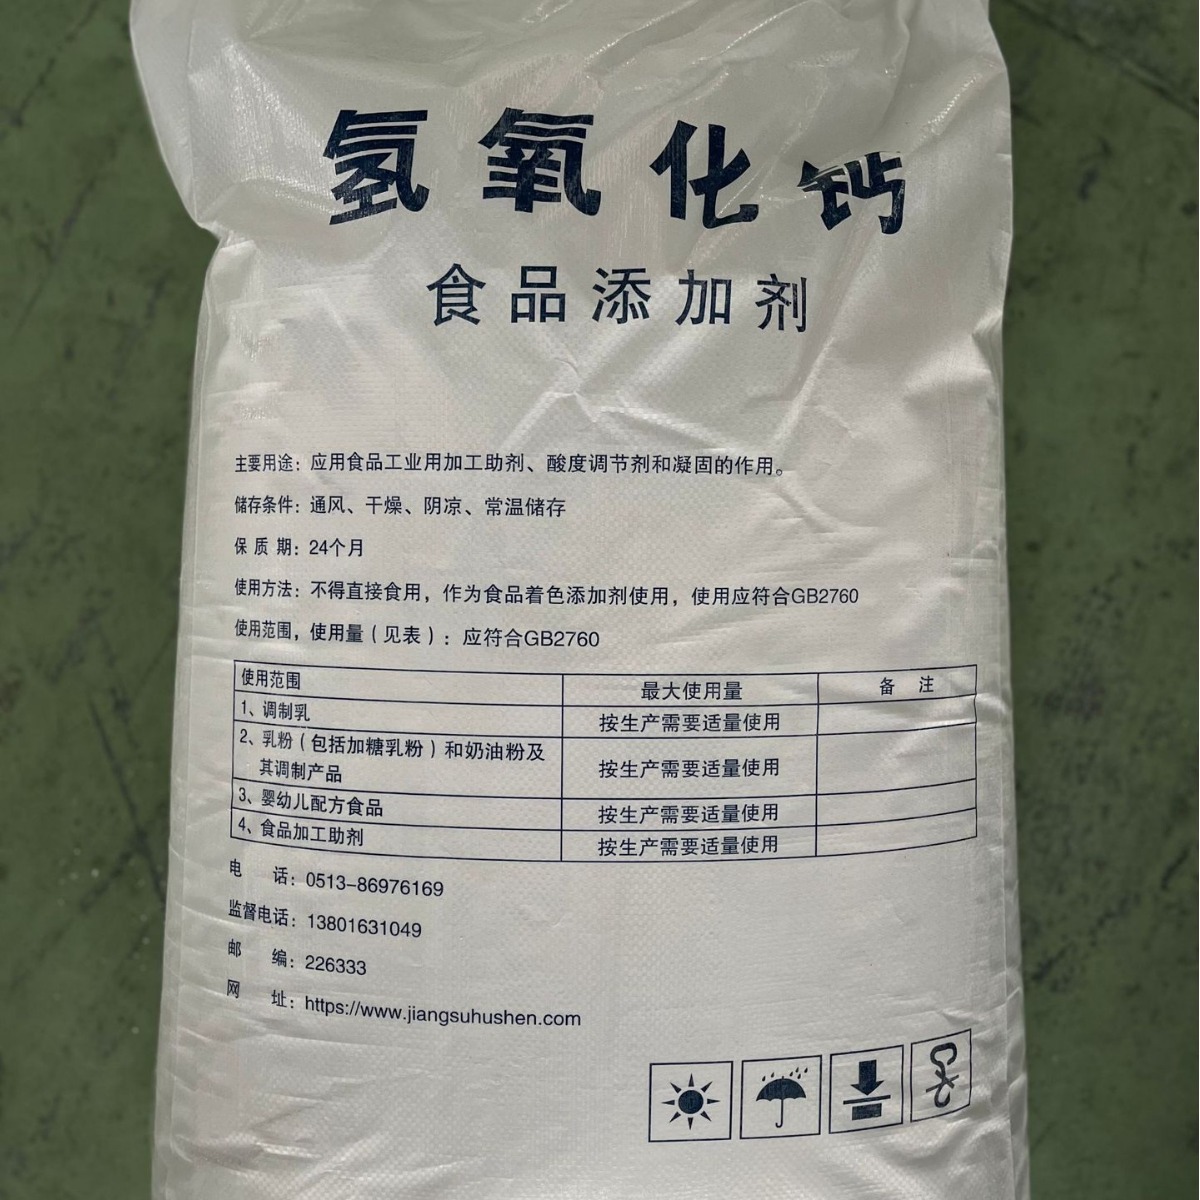 氢氧化钙
食品添加剂
主要用途：应用食品工业用加工助剂、酸度调节剂和凝固的作用。
储存条件：通风、干燥、阴凉、常温储存
保质期：24个月
使用方法：不得直接食用，作为食品着色添加剂使用，使用应符合GB2760
使用范围，使用量（见表）：应符合GB2760
使用范围 最大使用量 备注
1、调制乳 按生产需要适量使用
2、乳粉（包括加糖乳粉）和奶油粉及
其调制产品 按生产需要适量使用
3、婴幼儿配方食品 按生产需要适量使用
4、食品加工助剂 按生产需要适量使用
电话：0513-86976169
监督电话：13801631049
邮编：226333
网址：https://www.jiangsuhushen.com